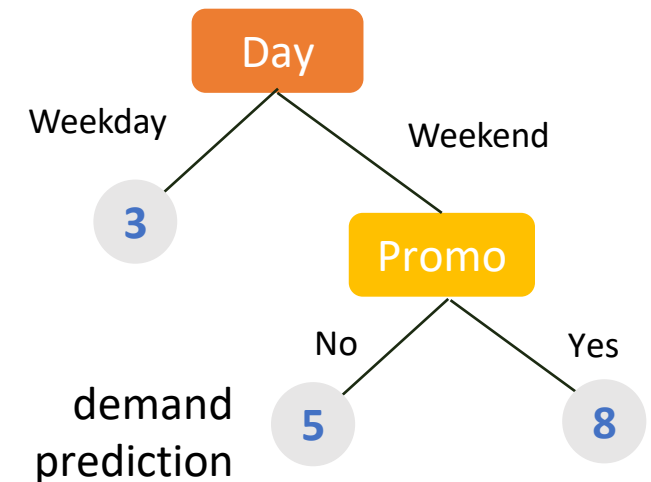 Day
Weekday
Weekend
3
Promo
No
Yes
demand
prediction
5
8